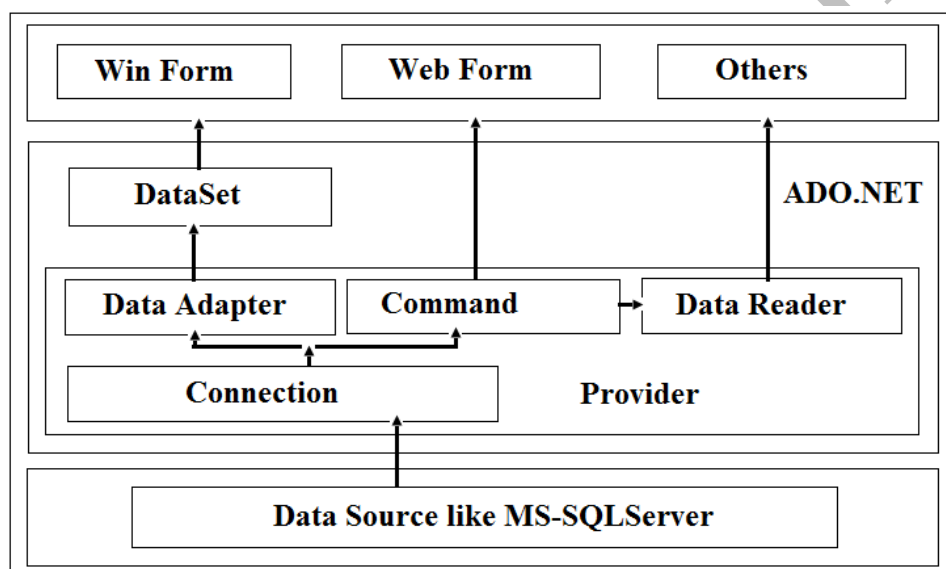 Win Form
Web Form
Others
DataSet
ADO.NET
Data Adapter
Command
Data Reader
Connection
Provider
Data Source like MS-SQLServer